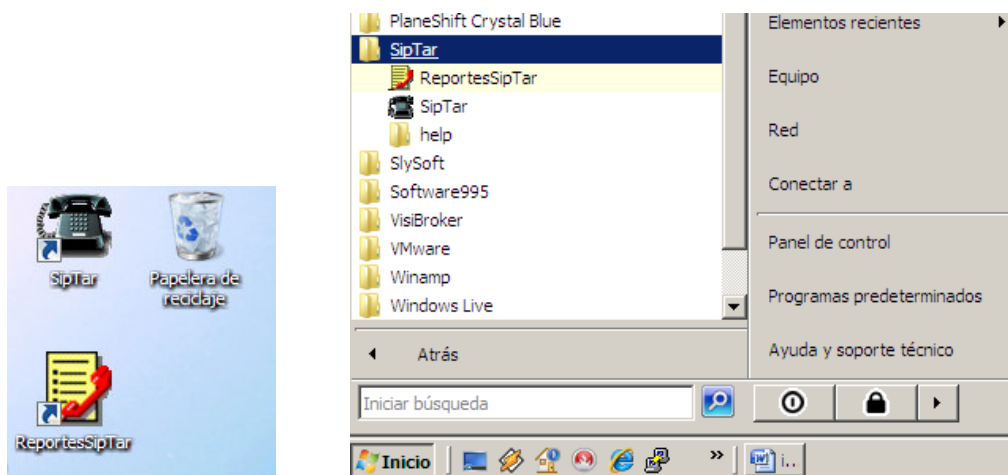 SipTar
Papelera de
reciclaje
ReportesSipTar
PlaneShift Crystal Blue
SipTar
ReportesSipTar
SipTar
help
SlySoft
Software995
VisiBroker
VMware
Winamp
Windows Live
Atrás
Iniciar búsqueda
Elementos recientes
Equipo
Red
Conectar a
Panel de control
Programas predeterminados
Ayuda y soporte técnico
Inicio
i..